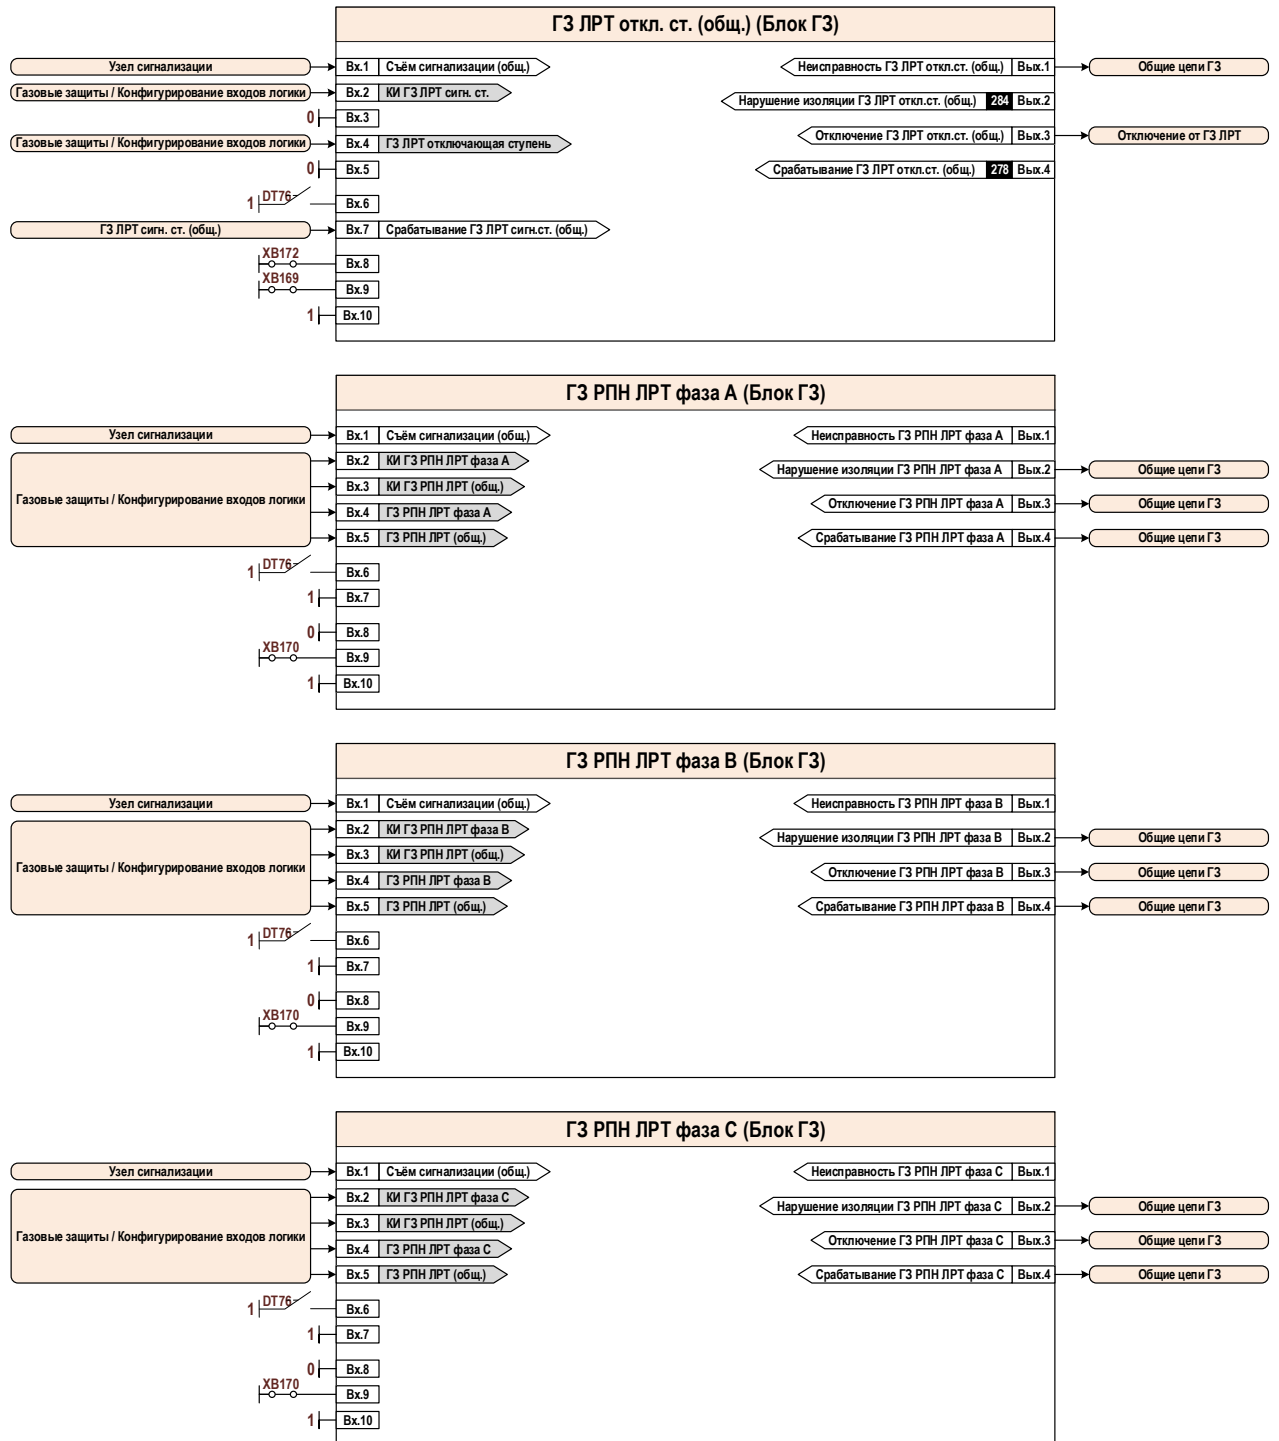 ГЗ ЛРТ откл. ст. (общ.) (Блок ГЗ)
Узел сигнализации Вх.1 Съём сигнализации (общ.) Неисправность ГЗ ЛРТ откл.ст. (общ.) Вых.1 Общие цепи ГЗ
Газовые защиты / Конфигурирование входов логики Вх.2 КИ ГЗ ЛРТ сигн. ст. Нарушение изоляции ГЗ ЛРТ откл.ст. (общ.) 284 Вых.2
0 Вх.3
Газовые защиты / Конфигурирование входов логики Вх.4 ГЗ ЛРТ отключающая ступень Отключение ГЗ ЛРТ откл.ст. (общ.) Вых.3 Отключение от ГЗ ЛРТ
0 Вх.5 Срабатывание ГЗ ЛРТ откл.ст. (общ.) 278 Вых.4
1 DT76 Вх.6
ГЗ ЛРТ сигн. ст. (общ.) Вх.7 Срабатывание ГЗ ЛРТ сигн.ст. (общ.)
XB172 Вх.8
XB169 Вх.9
1 Вх.10
ГЗ РПН ЛРТ фаза А (Блок ГЗ)
Узел сигнализации Вх.1 Съём сигнализации (общ.) Неисправность ГЗ РПН ЛРТ фаза А Вых.1
Вх.2 КИ ГЗ РПН ЛРТ фаза А Нарушение изоляции ГЗ РПН ЛРТ фаза А Вых.2 Общие цепи ГЗ
Газовые защиты / Конфигурирование входов логики Вх.3 КИ ГЗ РПН ЛРТ (общ.) Отключение ГЗ РПН ЛРТ фаза А Вых.3 Общие цепи ГЗ
Вх.4 ГЗ РПН ЛРТ фаза А
Вх.5 ГЗ РПН ЛРТ (общ.) Срабатывание ГЗ РПН ЛРТ фаза А Вых.4 Общие цепи ГЗ
1 DT76 Вх.6
1 Вх.7
0 Вх.8
XB170 Вх.9
1 Вх.10
ГЗ РПН ЛРТ фаза В (Блок ГЗ)
Узел сигнализации Вх.1 Съём сигнализации (общ.) Неисправность ГЗ РПН ЛРТ фаза В Вых.1
Вх.2 КИ ГЗ РПН ЛРТ фаза В Нарушение изоляции ГЗ РПН ЛРТ фаза В Вых.2 Общие цепи ГЗ
Газовые защиты / Конфигурирование входов логики Вх.3 КИ ГЗ РПН ЛРТ (общ.) Отключение ГЗ РПН ЛРТ фаза В Вых.3 Общие цепи ГЗ
Вх.4 ГЗ РПН ЛРТ фаза В
Вх.5 ГЗ РПН ЛРТ (общ.) Срабатывание ГЗ РПН ЛРТ фаза В Вых.4 Общие цепи ГЗ
1 DT76 Вх.6
1 Вх.7
0 Вх.8
XB170 Вх.9
1 Вх.10
ГЗ РПН ЛРТ фаза С (Блок ГЗ)
Узел сигнализации Вх.1 Съём сигнализации (общ.) Неисправность ГЗ РПН ЛРТ фаза С Вых.1
Вх.2 КИ ГЗ РПН ЛРТ фаза С Нарушение изоляции ГЗ РПН ЛРТ фаза С Вых.2 Общие цепи ГЗ
Газовые защиты / Конфигурирование входов логики Вх.3 КИ ГЗ РПН ЛРТ (общ.) Отключение ГЗ РПН ЛРТ фаза С Вых.3 Общие цепи ГЗ
Вх.4 ГЗ РПН ЛРТ фаза С
Вх.5 ГЗ РПН ЛРТ (общ.) Срабатывание ГЗ РПН ЛРТ фаза С Вых.4 Общие цепи ГЗ
1 DT76 Вх.6
1 Вх.7
0 Вх.8
XB170 Вх.9
1 Вх.10